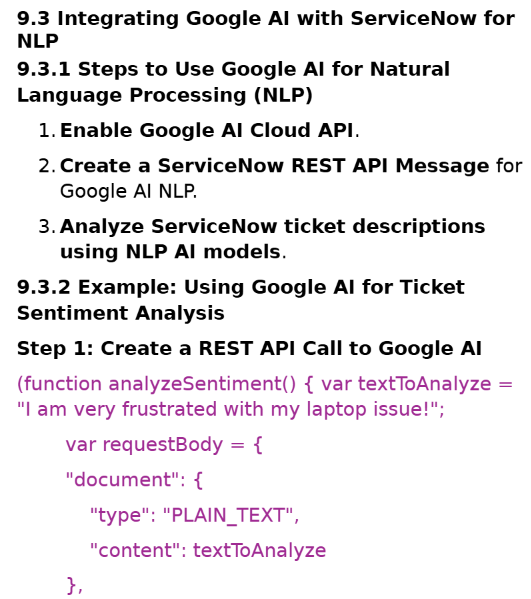 9.3 Integrating Google AI with ServiceNow for
NLP
9.3.1 Steps to Use Google AI for Natural
Language Processing (NLP)
1. Enable Google AI Cloud API.
2. Create a ServiceNow REST API Message for
Google AI NLP.
3. Analyze ServiceNow ticket descriptions
using NLP AI models.
9.3.2 Example: Using Google AI for Ticket
Sentiment Analysis
Step 1: Create a REST API Call to Google AI
(function analyzeSentiment() { var textToAnalyze =
"I am very frustrated with my laptop issue!";
var requestBody = {
"document": {
"type": "PLAIN_TEXT",
"content": textToAnalyze
},